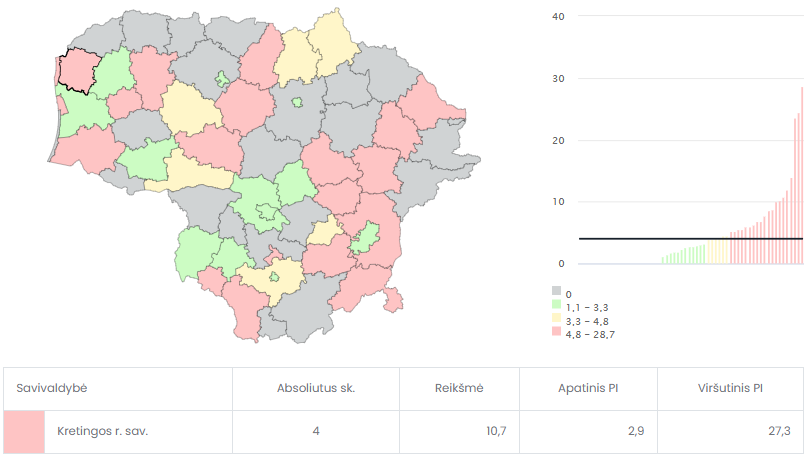 40
30
20
10
0
0
1,1 – 3,3
3,3 – 4,8
4,8 – 28,7
Savivaldybė Absoliutus sk. Reikšmė Apatinis PI Viršutinis PI
Kretingos r. sav. 4 10,7 2,9 27,3